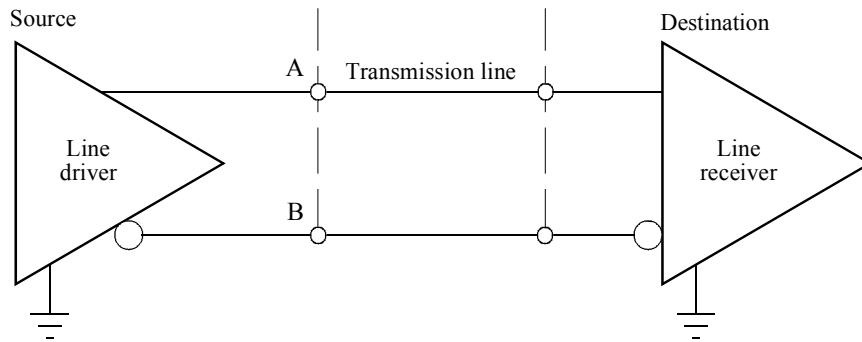 Source
Destination
A
Transmission line
Line
driver
Line
receiver
B